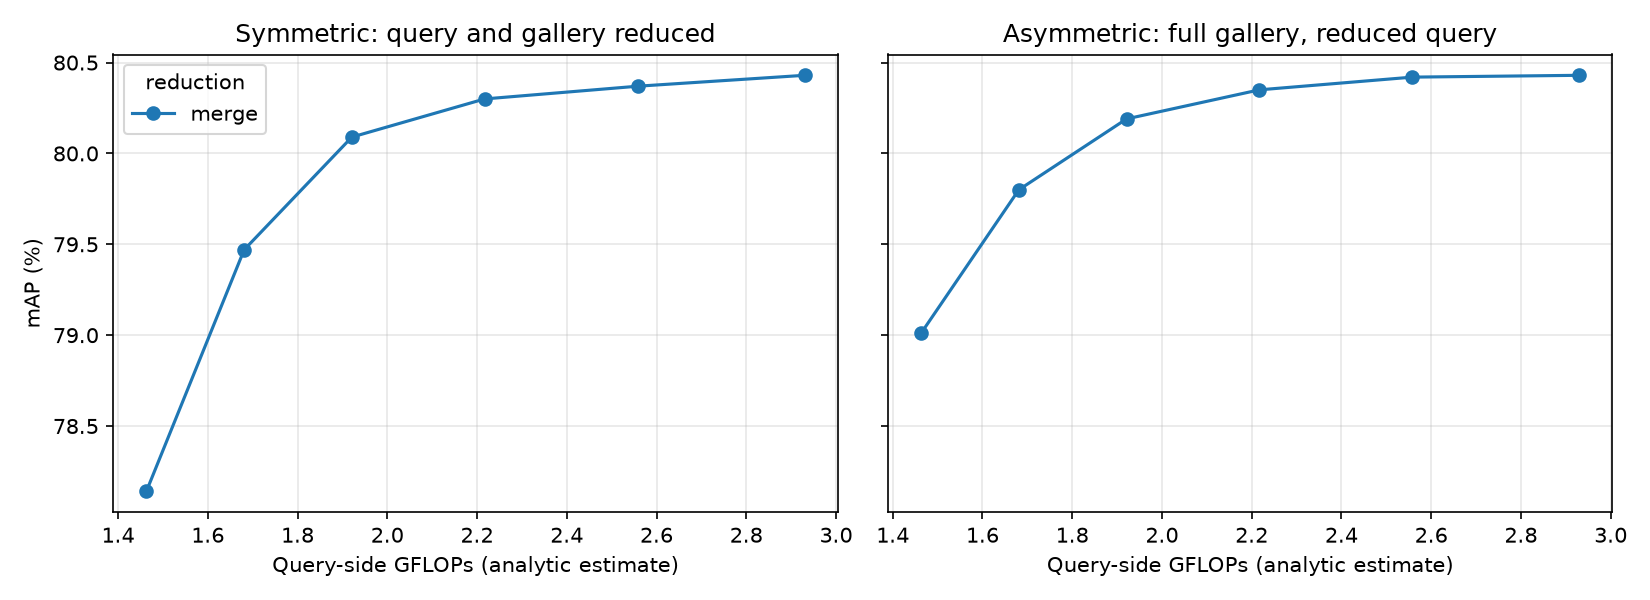 Symmetric: query and gallery reduced
reduction
merge
mAP (%)
80.5
80.0
79.5
79.0
78.5
1.4 1.6 1.8 2.0 2.2 2.4 2.6 2.8 3.0
Query-side GFLOPs (analytic estimate)
Asymmetric: full gallery, reduced query
1.4 1.6 1.8 2.0 2.2 2.4 2.6 2.8 3.0
Query-side GFLOPs (analytic estimate)